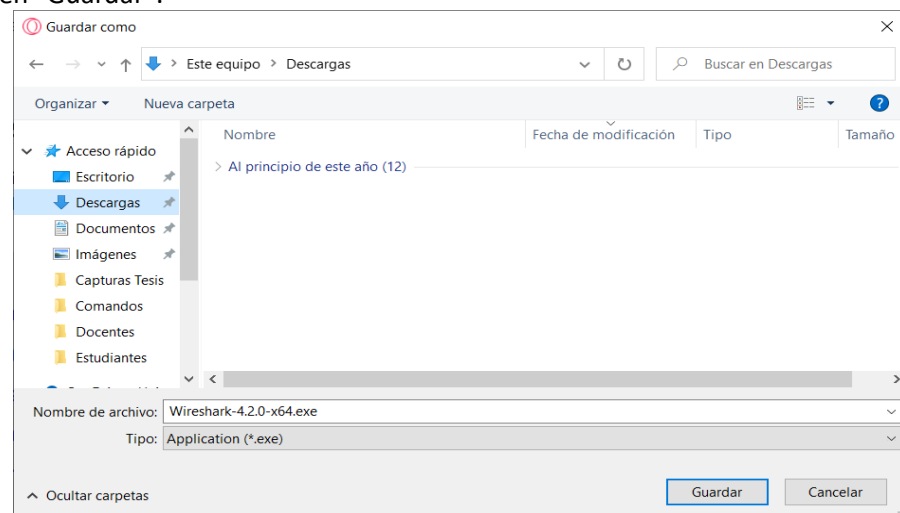 en "Guardar".
Guardar como
Este equipo > Descargas
Buscar en Descargas
Organizar
Nueva carpeta
?
Nombre
Fecha de modificación
Tipo
Tamaño
Acceso rápido
Escritorio
Descargas
Documentos
Imágenes
Capturas Tesis
Comandos
Docentes
Estudiantes
Al principio de este año (12)
Nombre de archivo: Wireshark-4.2.0-x64.exe
Tipo: Application (*.exe)
Ocultar carpetas
Guardar
Cancelar